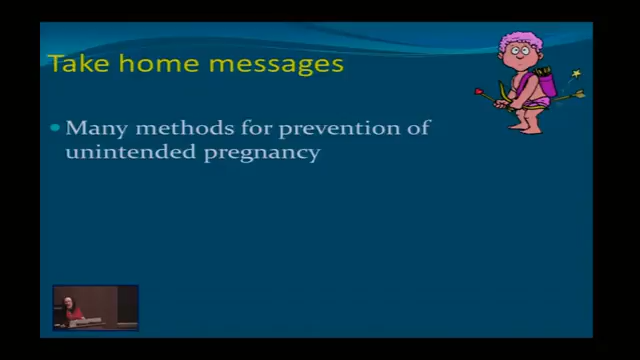 Take home messages
Many methods for prevention of
unintended pregnancy